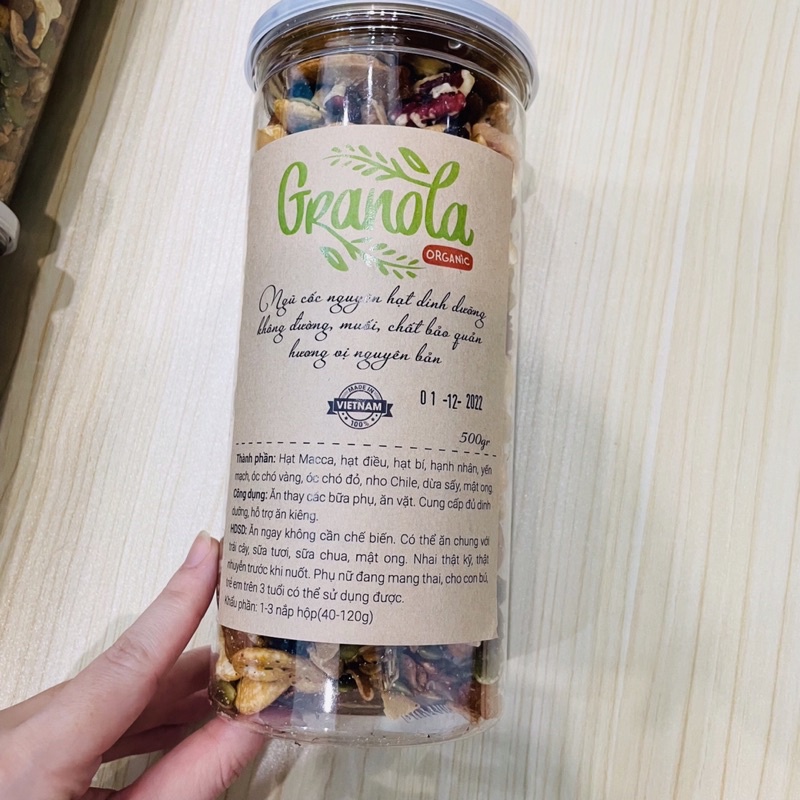 Granola
ORGANIC
Ngũ cốc nguyên hạt dinh dưỡng
không đường, muối, chất bảo quản
hương vị nguyên bản
MADE IN
VIETNAM
100%
01 -12- 2022
500gr
Thành phần: Hạt Macca, hạt điều, hạt bí, hạnh nhân, yến
mạch, óc chó vàng, óc chó đỏ, nho Chile, dừa sấy, mật ong
Công dụng: Ăn thay các bữa phụ, ăn vặt. Cung cấp đủ dinh
dưỡng, hỗ trợ ăn kiêng.
HDSD: Ăn ngay không cần chế biến. Có thể ăn chung với
trái cây, sữa tươi, sữa chua, mật ong. Nhai thật kỹ, thật
nhuyễn trước khi nuốt. Phụ nữ đang mang thai, cho con bú,
trẻ em trên 3 tuổi có thể sử dụng được.
Khẩu phần: 1-3 nắp hộp(40-120g)